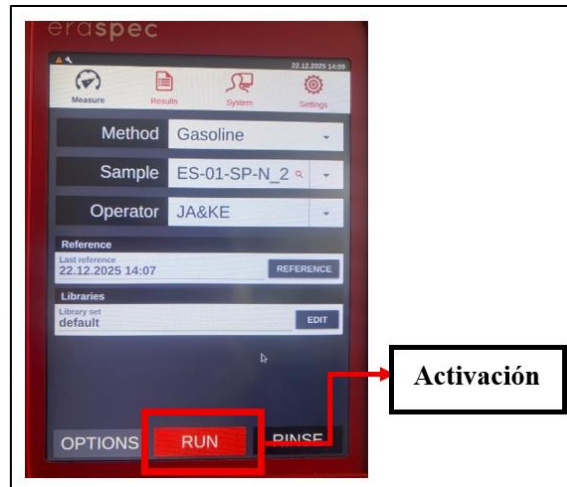 eraspec
22.12.2025 14:09
Measure Results System Settings
Method Gasoline
Sample ES-01-SP-N_2
Operator JA&KE
Reference
Last reference
22.12.2025 14:07 REFERENCE
Libraries
Library set
default EDIT
Activación
OPTIONS RUN RINSE